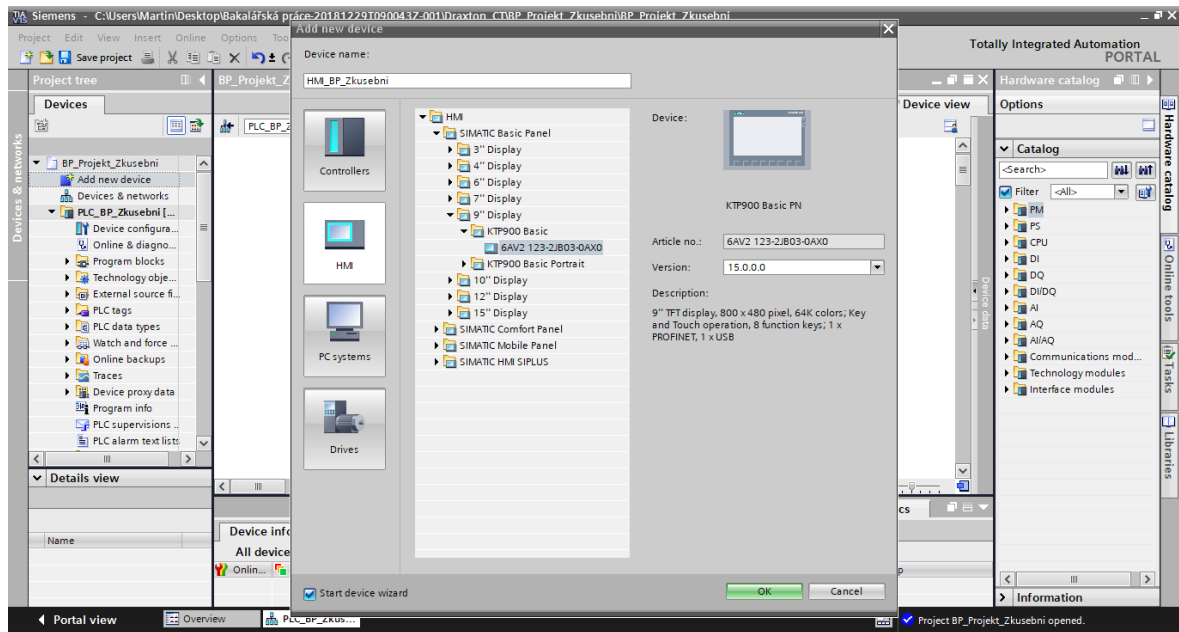 Siemens - C:\Users\Martin\Desktop\Bakalářská práce-20181229T090043Z-001\Draxton_CT\BP_Projekt_Zkusebni\BP_Projekt_Zkusebni
Project Edit View Insert Online Options
Save project
Totally Integrated Automation
PORTAL
Project tree
Devices
Devices & networks
BP_Projekt_Zkusebni
Add new device
Devices & networks
PLC_BP_Zkusebni [...
Device configura...
Online & diagno...
Program blocks
Technology obje...
External source fi...
PLC tags
PLC data types
Watch and force ...
Online backups
Traces
Device proxy data
Program info
PLC supervisions ..
PLC alarm text lists
Details view
Name
Device info
All device
Onlin...
Add new device
Device name:
HMI_BP_Zkusebni
Controllers
HMI
PC systems
Drives
HMI
SIMATIC Basic Panel
3" Display
4" Display
6" Display
7" Display
9" Display
KTP900 Basic
6AV2 123-2JB03-0AX0
KTP900 Basic Portrait
10" Display
12" Display
15" Display
SIMATIC Comfort Panel
SIMATIC Mobile Panel
SIMATIC HMI SIPLUS
Device:
KTP900 Basic PN
Article no.: 6AV2 123-2JB03-0AX0
Version: 15.0.0.0
Description:
9" TFT display, 800 x 480 pixel, 64K colors; Key
and Touch operation, 8 function keys; 1 x
PROFINET, 1 x USB
Start device wizard
OK
Cancel
Device view
Device data
Hardware catalog
Options
Catalog
<Search>
Filter <All>
PM
PS
CPU
DI
DQ
DI/DQ
AI
AQ
AI/AQ
Communications mod...
Technology modules
Interface modules
Information
Hardware catalog
Online tools
Tasks
Libraries
Portal view
Overview
PLC_BP_Zkus...
Project BP_Projekt_Zkusebni opened.